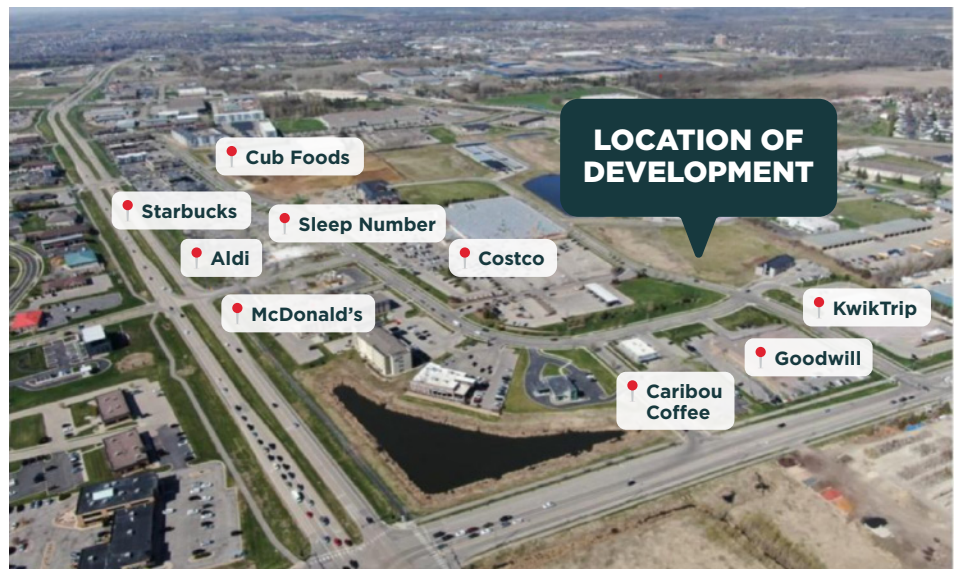 LOCATION OF
DEVELOPMENT
Cub Foods
Starbucks
Sleep Number
Aldi
Costco
McDonald's
KwikTrip
Goodwill
Caribou
Coffee